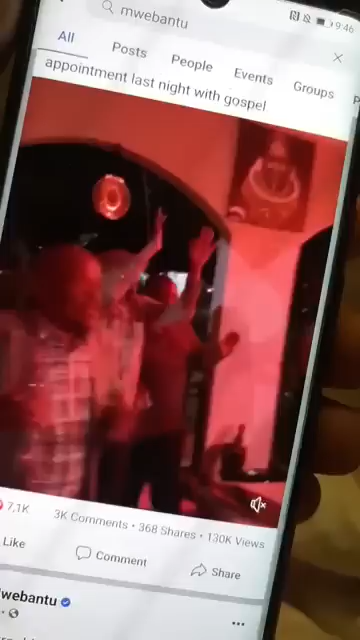 9:46
mwebantu
All
Posts
People
Events
Groups
appointment last night with gospel
7.1K
3K Comments • 368 Shares • 130K Views
Like
Comment
Share
webantu